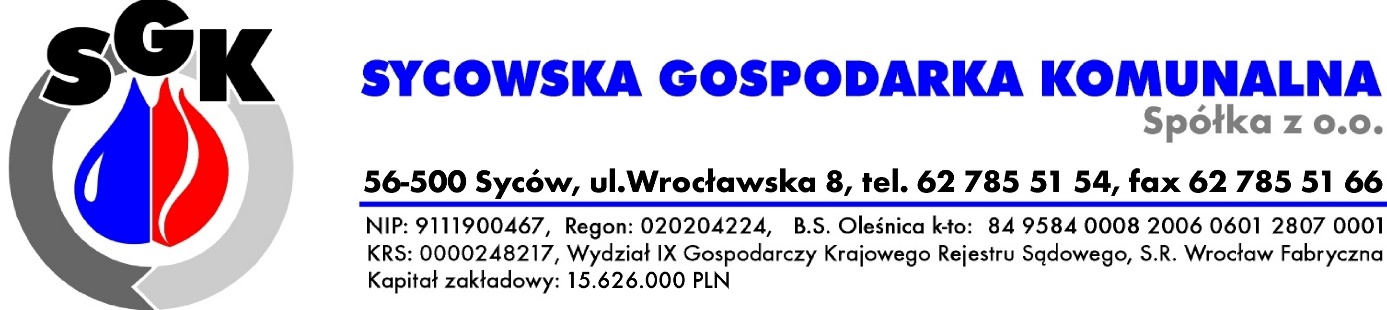 SGK
SYCOWSKA GOSPODARKA KOMUNALNA
Spółka z o.o.
56-500 Syców, ul.Wrocławska 8, tel. 62 785 51 54, fax 62 785 51 66
NIP: 9111900467, Regon: 020204224, B.S. Oleśnica k-to: 84 9584 0008 2006 0601 2807 0001
KRS: 0000248217, Wydział IX Gospodarczy Krajowego Rejestru Sądowego, S.R. Wrocław Fabryczna
Kapitał zakładowy: 15.626.000 PLN